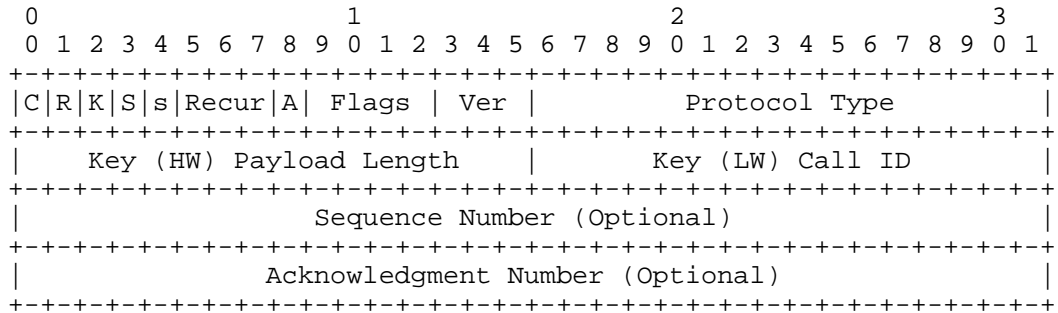 0                   1                   2                   3
 0 1 2 3 4 5 6 7 8 9 0 1 2 3 4 5 6 7 8 9 0 1 2 3 4 5 6 7 8 9 0 1
+-+-+-+-+-+-+-+-+-+-+-+-+-+-+-+-+-+-+-+-+-+-+-+-+-+-+-+-+-+-+-+-+
|C|R|K|S|s|Recur|A| Flags | Ver |         Protocol Type         |
+-+-+-+-+-+-+-+-+-+-+-+-+-+-+-+-+-+-+-+-+-+-+-+-+-+-+-+-+-+-+-+-+
|    Key (HW) Payload Length    |       Key (LW) Call ID        |
+-+-+-+-+-+-+-+-+-+-+-+-+-+-+-+-+-+-+-+-+-+-+-+-+-+-+-+-+-+-+-+-+
|                  Sequence Number (Optional)                   |
+-+-+-+-+-+-+-+-+-+-+-+-+-+-+-+-+-+-+-+-+-+-+-+-+-+-+-+-+-+-+-+-+
|               Acknowledgment Number (Optional)                |
+-+-+-+-+-+-+-+-+-+-+-+-+-+-+-+-+-+-+-+-+-+-+-+-+-+-+-+-+-+-+-+-+